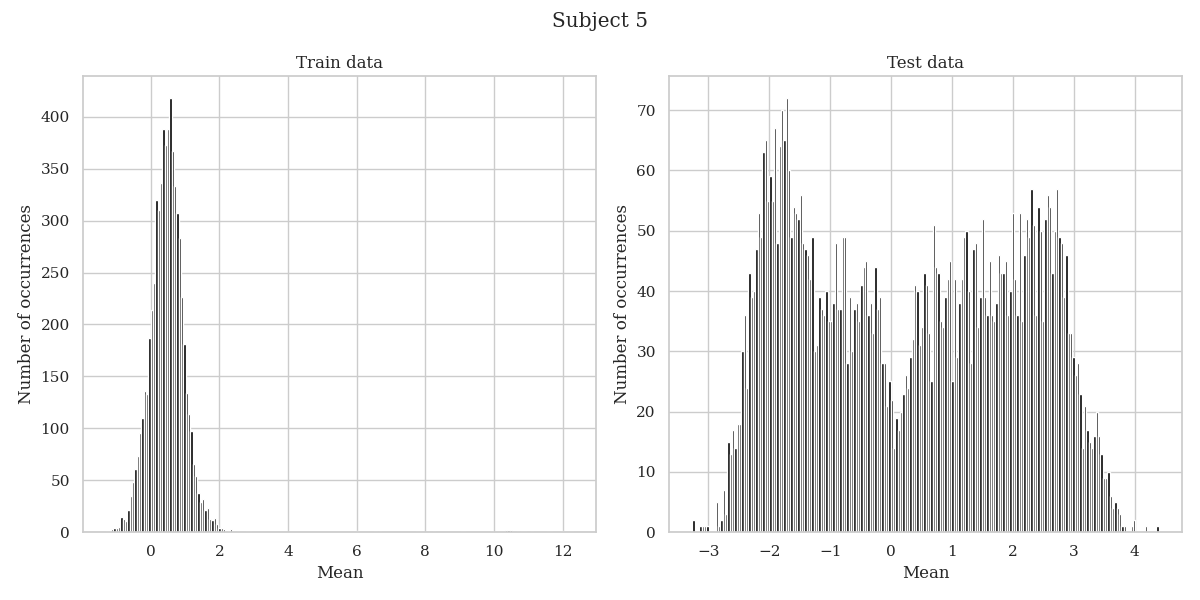 Subject 5
Train data
Number of occurrences
400
350
300
250
200
150
100
50
0
0 2 4 6 8 10 12
Mean
Test data
Number of occurrences
70
60
50
40
30
20
10
0
−3 −2 −1 0 1 2 3 4
Mean